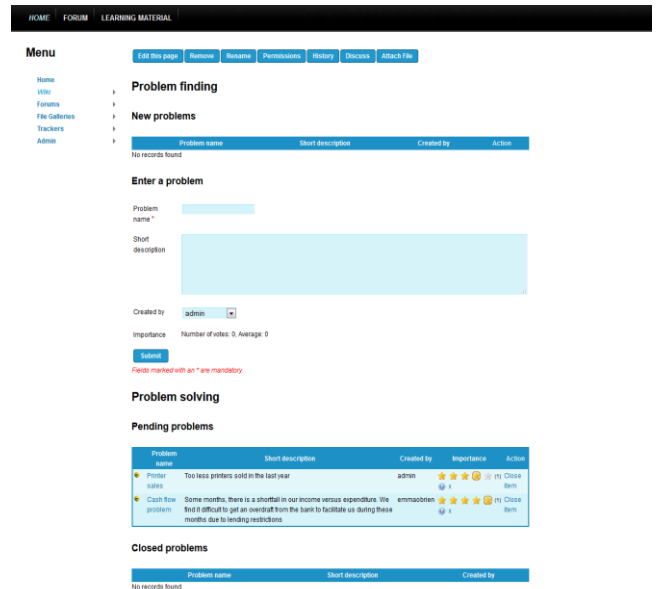 HOME FORUM LEARNING MATERIAL
Menu
Edit this page Remove Rename Permissions History Discuss Attach File
Home
Wiki
Forums
File Galleries
Trackers
Admin
Problem finding
New problems
Problem name Short description Created by Action
No records found
Enter a problem
Problem
name *
Short
description
Created by admin
Importance Number of votes: 0, Average: 0
Submit
Fields marked with an * are mandatory
Problem solving
Pending problems
Problem
name Short description Created by Importance Action
Printer Too less printers sold in the last year admin (1) Close
sales x item
Cash flow Some months, there is a shortfall in our income versus expenditure. We emmaobrien (1) Close
problem find it difficult to get an overdraft from the bank to facilitate us during these x item
months due to lending restrictions
Closed problems
Problem name Short description Created by
No records found